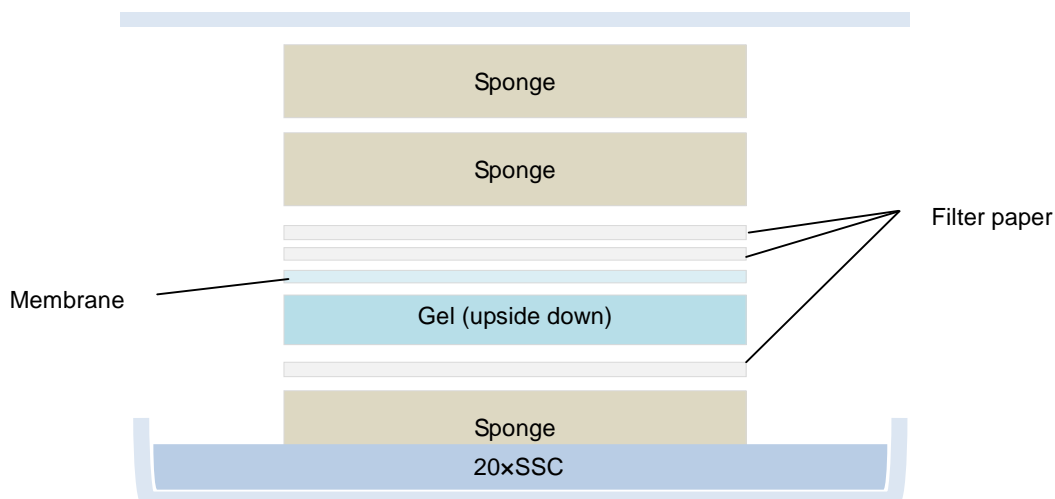 Sponge
Sponge
Filter paper
Membrane
Gel (upside down)
Sponge
20×SSC